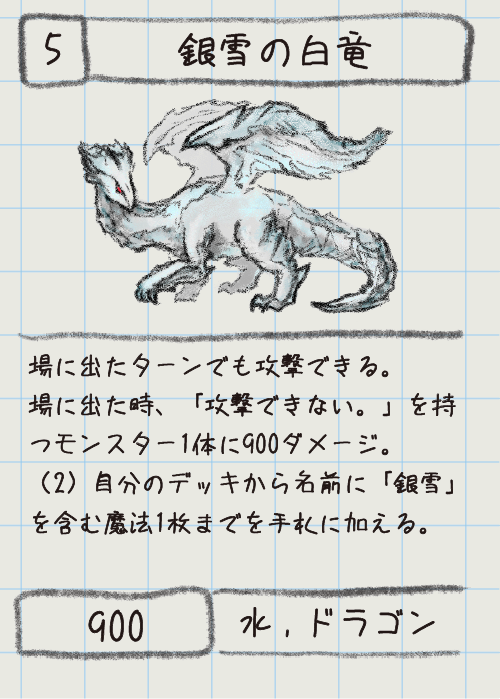 5
銀雪の白竜
場に出たターンでも攻撃できる。
場に出た時、「攻撃できない。」を持
つモンスター1体に900ダメージ。
（2）自分のデッキから名前に「銀雪」
を含む魔法1枚までを手札に加える。
900
水，ドラゴン